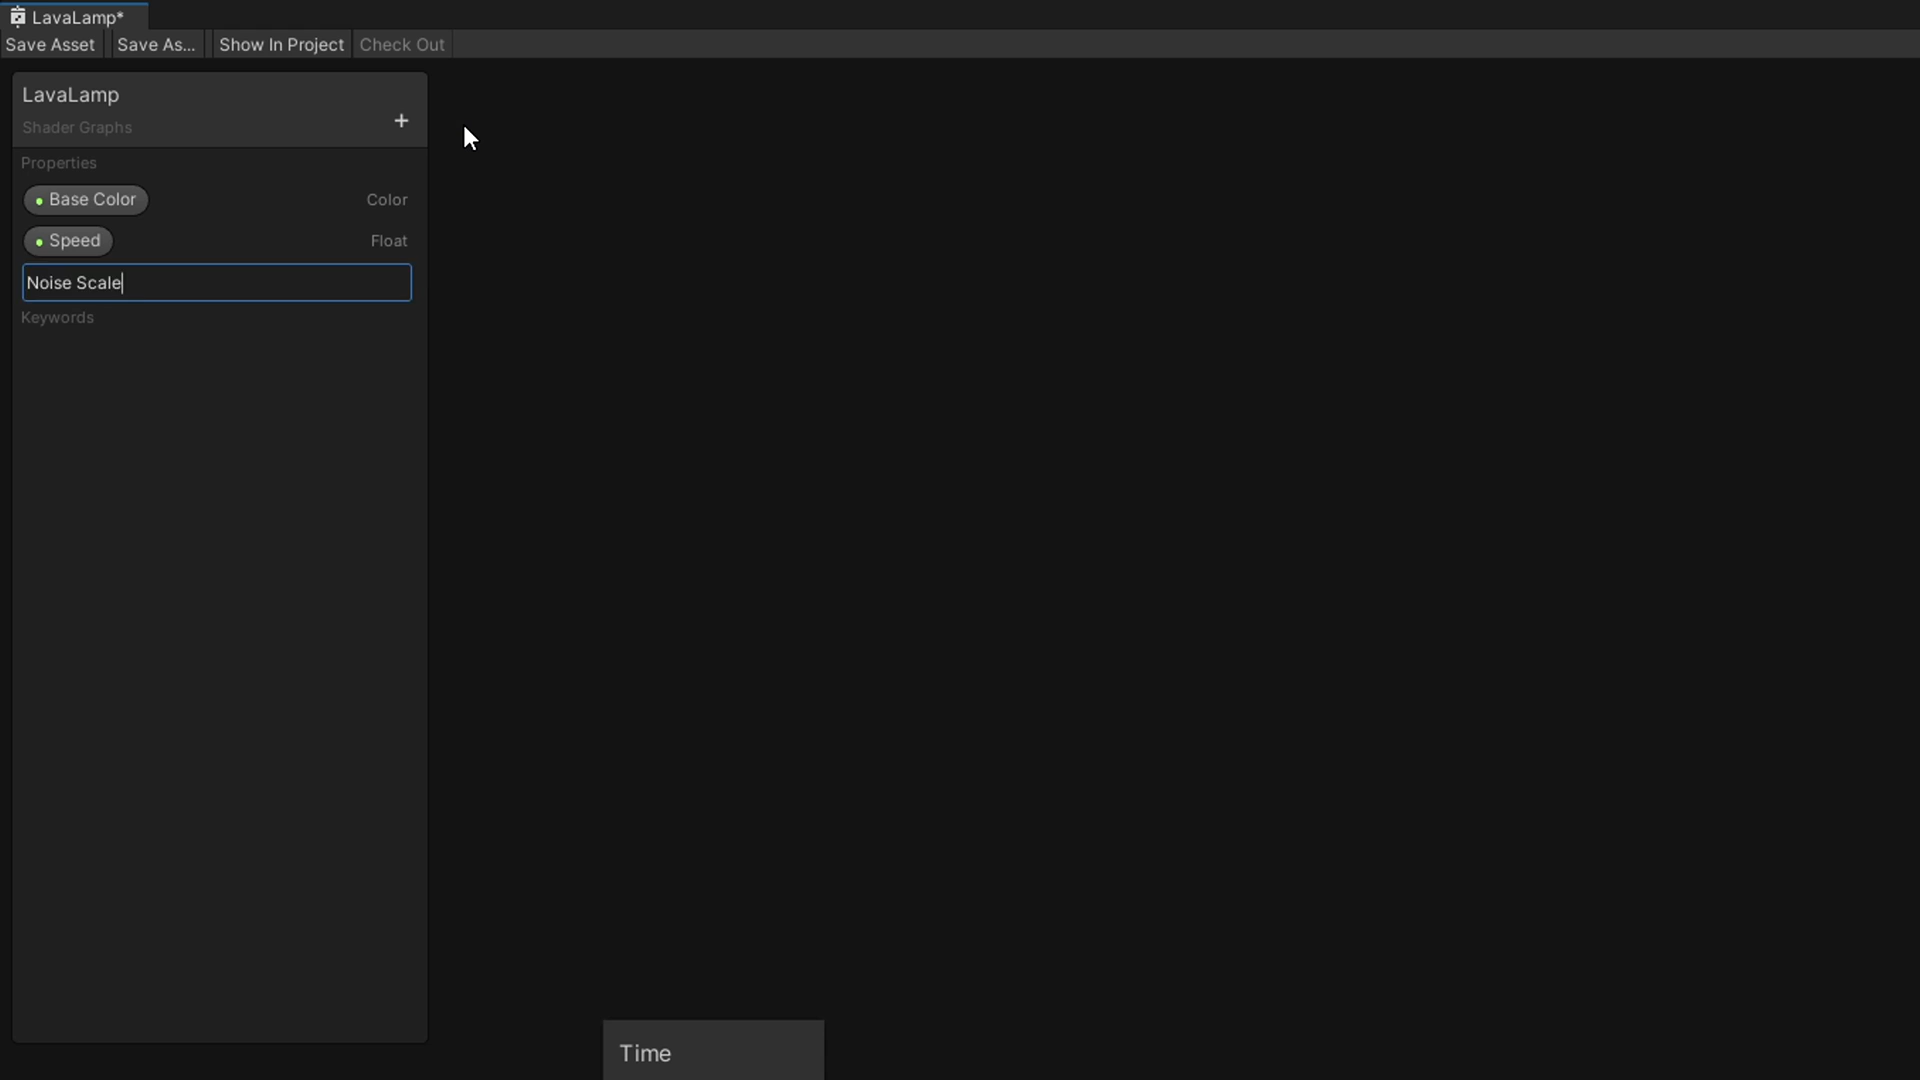 LavaLamp*
Save Asset Save As... Show In Project Check Out
LavaLamp
Shader Graphs
+
Properties
Base Color Color
Speed Float
Noise Scale
Keywords
Time